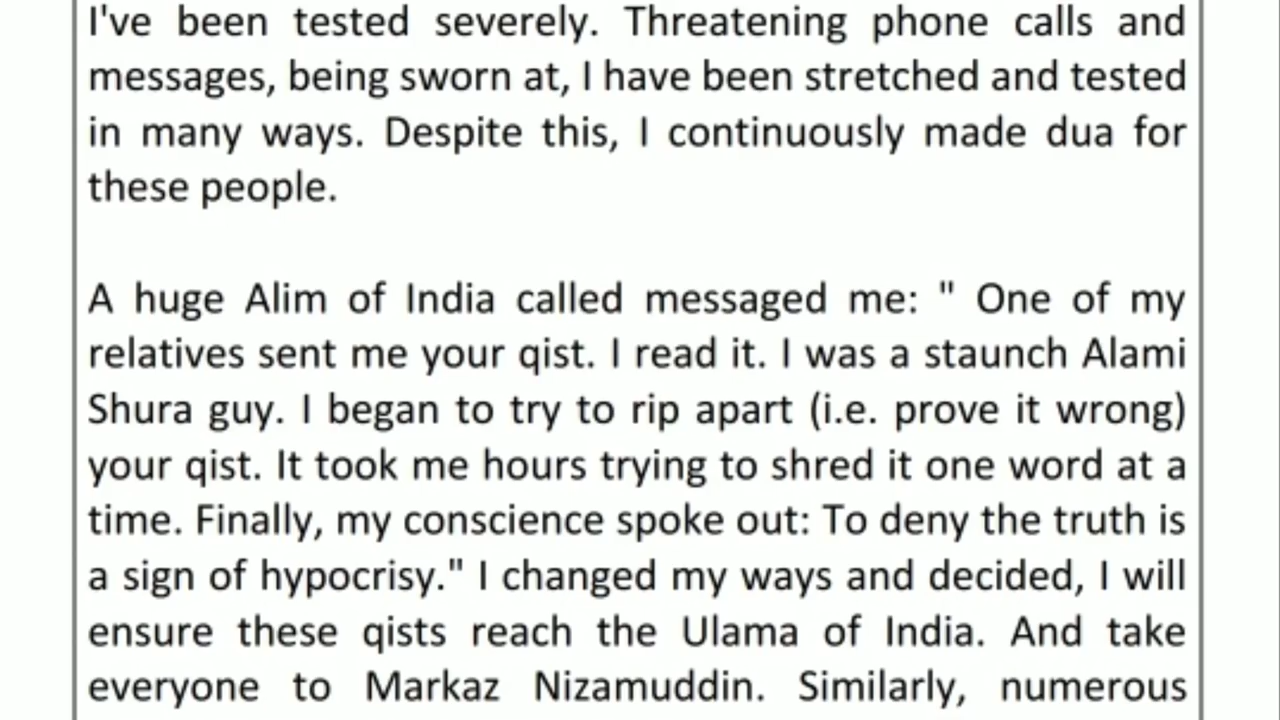 I've been tested severely. Threatening phone calls and
messages, being sworn at, I have been stretched and tested
in many ways. Despite this, I continuously made dua for
these people.
A huge Alim of India called messaged me: " One of my
relatives sent me your qist. I read it. I was a staunch Alami
Shura guy. I began to try to rip apart (i.e. prove it wrong)
your qist. It took me hours trying to shred it one word at a
time. Finally, my conscience spoke out: To deny the truth is
a sign of hypocrisy." I changed my ways and decided, I will
ensure these qists reach the Ulama of India. And take
everyone to Markaz Nizamuddin. Similarly, numerous